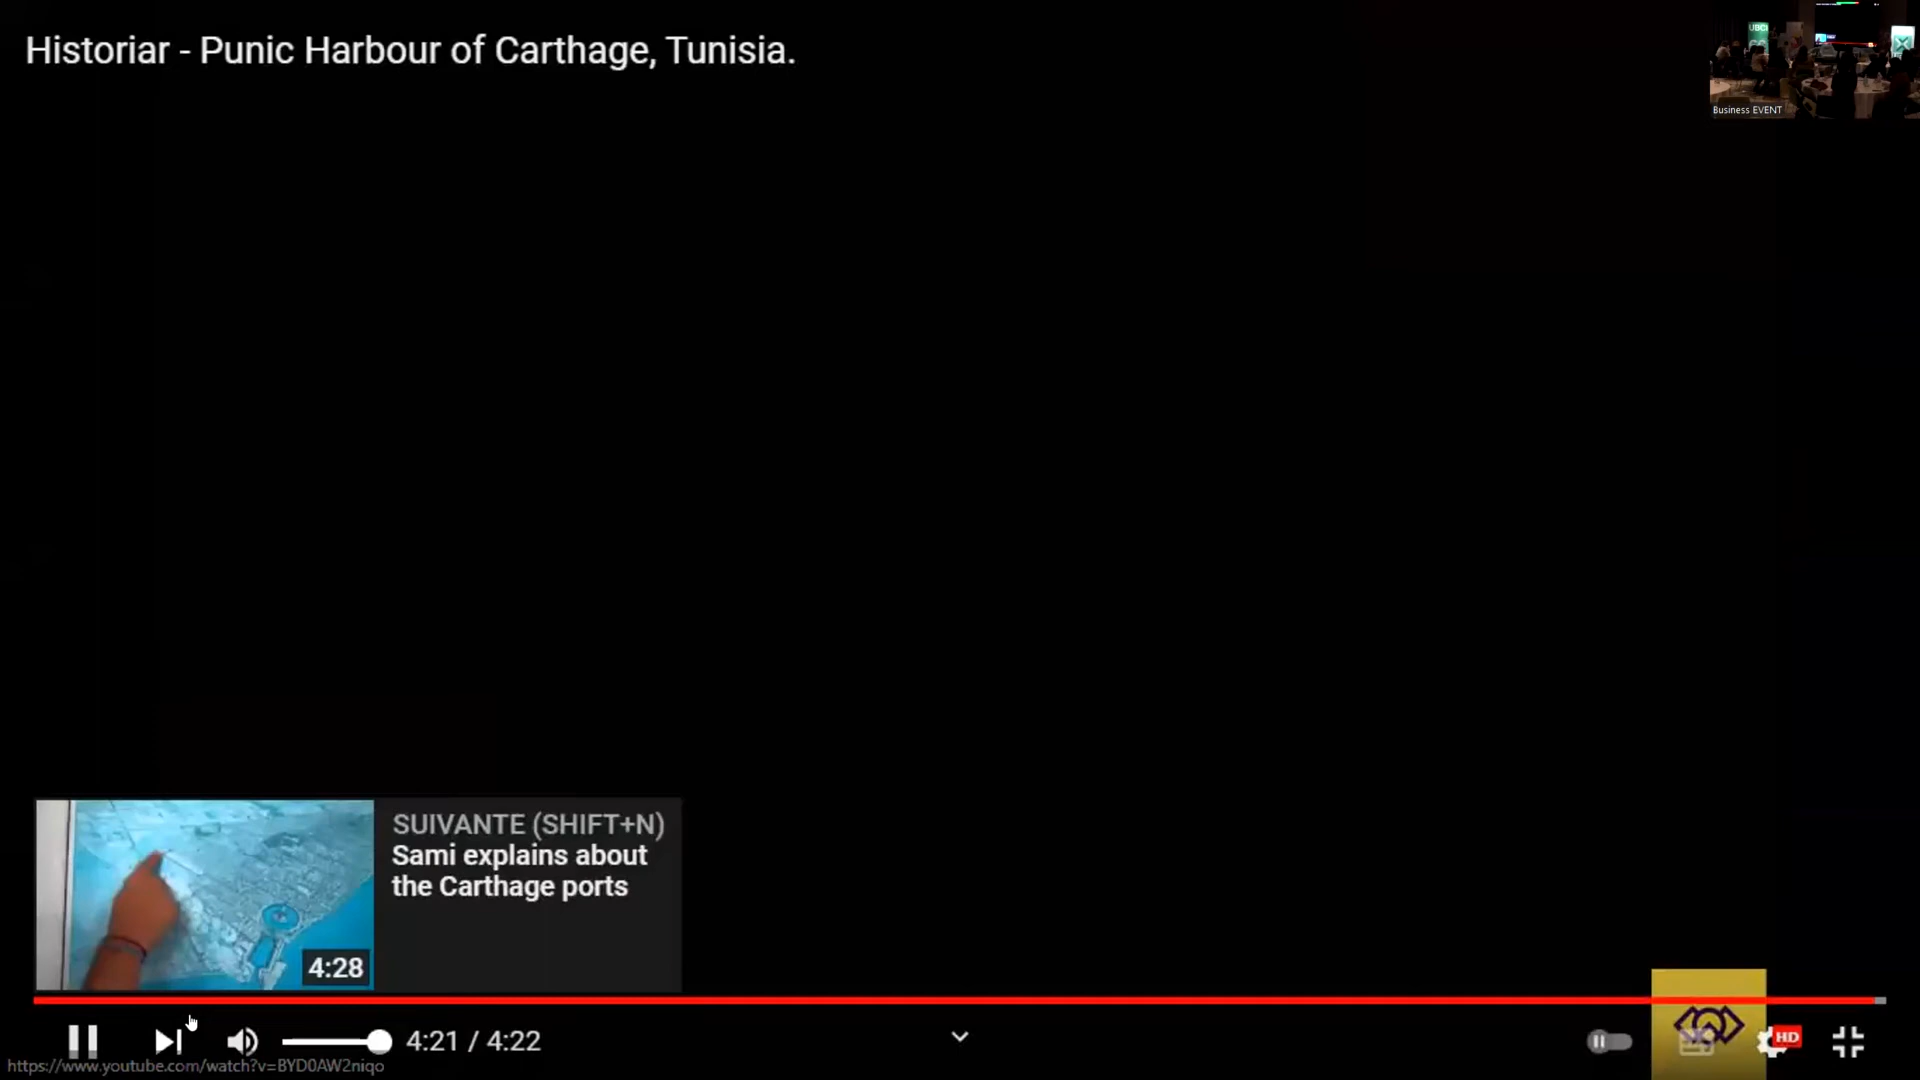 Historiar - Punic Harbour of Carthage, Tunisia.
UBCI
Business EVENT
SUIVANTE (SHIFT+N)
Sami explains about
the Carthage ports
4:28
4:21 / 4:22
HD
https://www.youtube.com/watch?v=BYD0AW2niqo